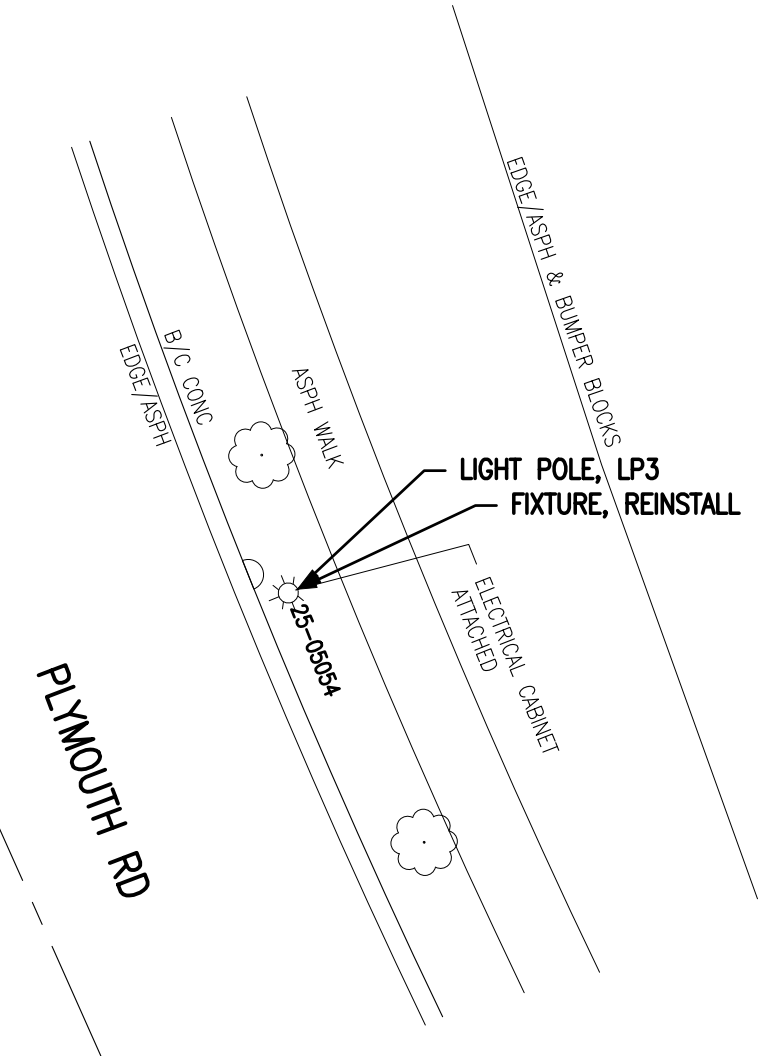 EDGE/ASPH & BUMPER BLOCKS
B/C CONC
EDGE/ASPH
ASPH WALK
LIGHT POLE, LP3
FIXTURE, REINSTALL
ELECTRICAL CABINET
ATTACHED
25-05054
PLYMOUTH RD